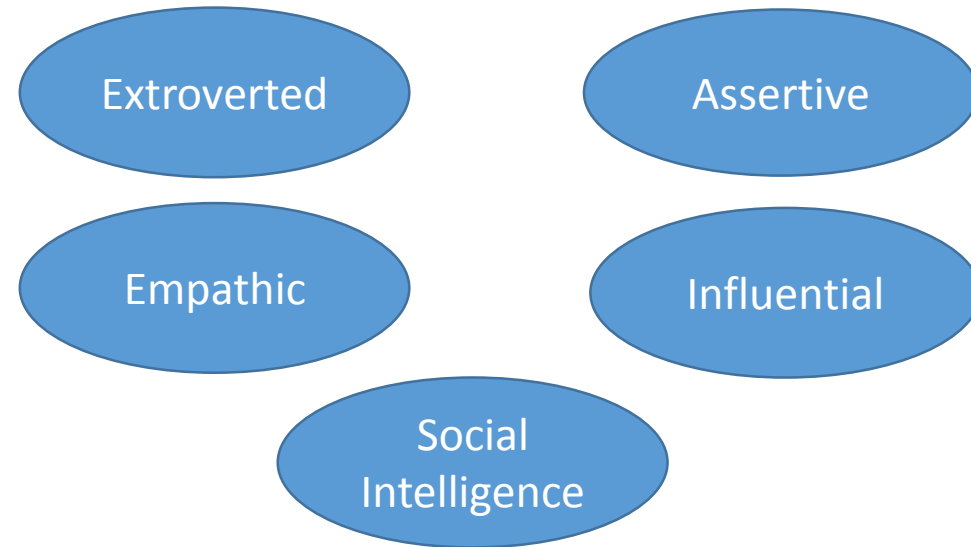 Extroverted
Assertive
Empathic
Influential
Social
Intelligence